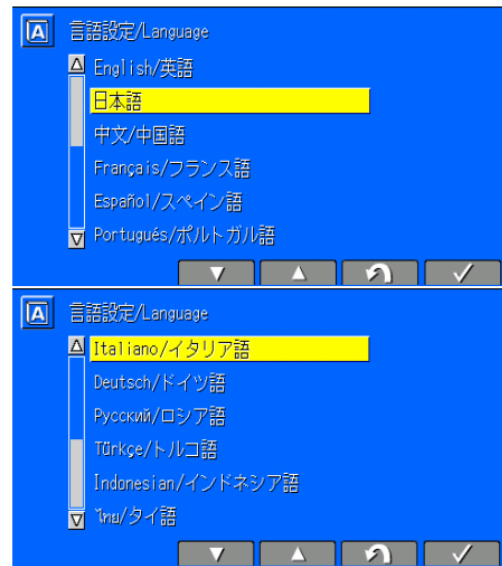 A 言語設定/Language
English/英語
日本語
中文/中国語
Français/フランス語
Español/スペイン語
Português/ポルトガル語
A 言語設定/Language
Italiano/イタリア語
Deutsch/ドイツ語
Русский/ロシア語
Türkçe/トルコ語
Indonesian/インドネシア語
ไทย/タイ語